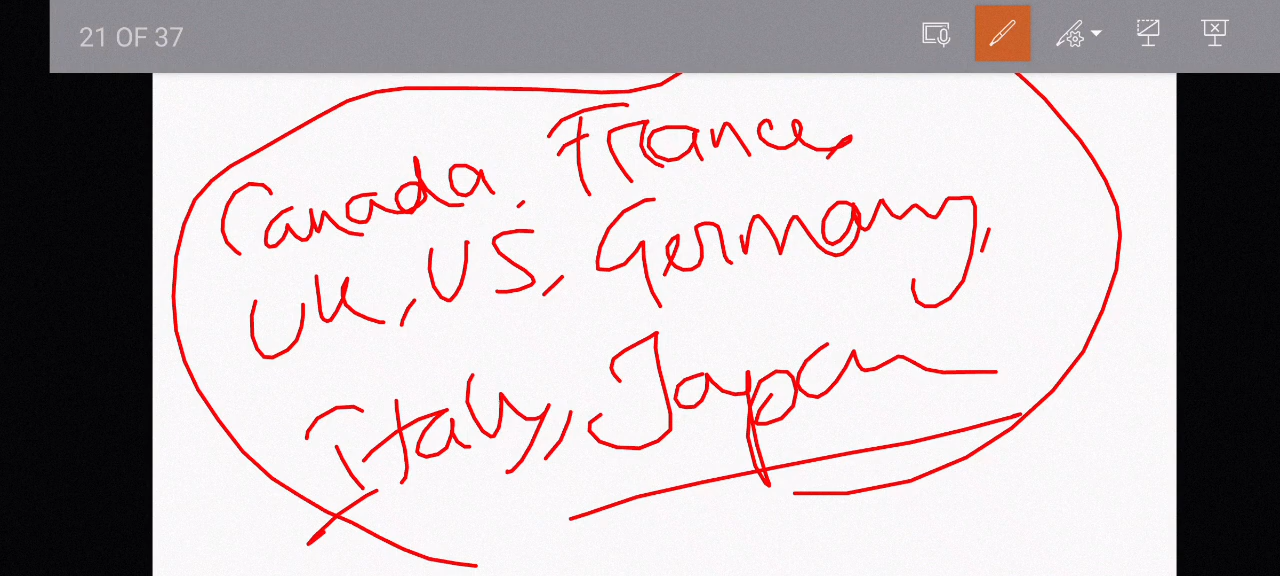 21 OF 37
Canada, France,
UK, US, Germany,
Italy, Japan